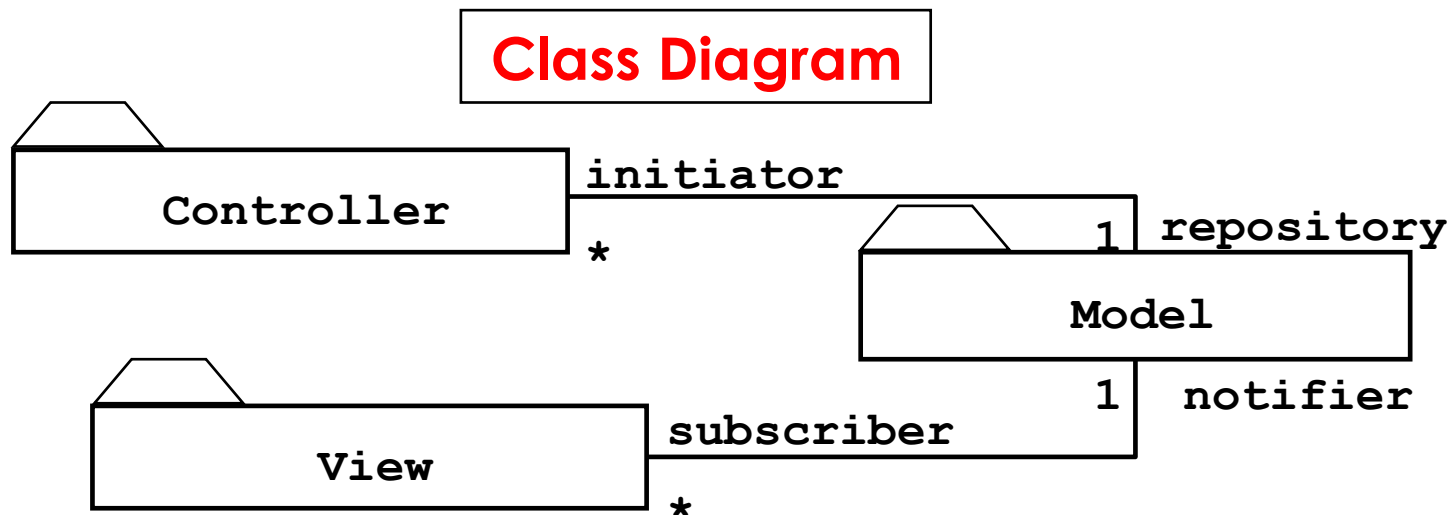 Class Diagram
initiator
Controller
*
1 repository
Model
1 notifier
subscriber
View
*